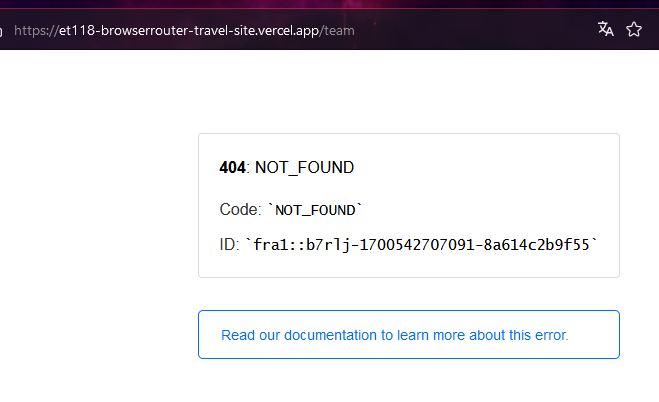 https://et118-browserrouter-travel-site.vercel.app/team
404: NOT_FOUND
Code: `NOT_FOUND`
ID: `fra1::b7rlj-1700542707091-8a614c2b9f55`
Read our documentation to learn more about this error.